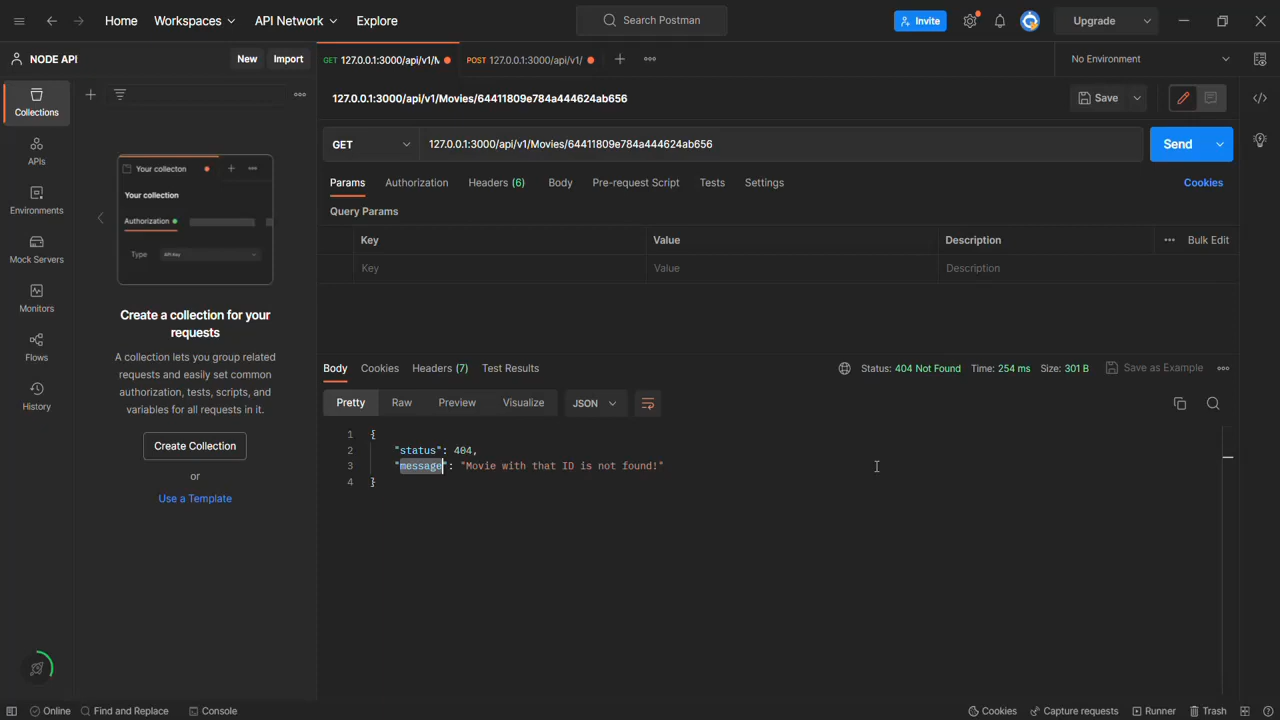 Home Workspaces API Network Explore Search Postman Invite Upgrade
NODE API New Import GET 127.0.0.1:3000/api/v1/M POST 127.0.0.1:3000/api/v1/ No Environment
Collections
APIs
Environments
Mock Servers
Monitors
Flows
History
Your collecton
Your collection
Authorization
Type API Key
Create a collection for your
requests
A collection lets you group related
requests and easily set common
authorization, tests, scripts, and
variables for all requests in it.
Create Collection
or
Use a Template
127.0.0.1:3000/api/v1/Movies/64411809e784a444624ab656 Save
GET 127.0.0.1:3000/api/v1/Movies/64411809e784a444624ab656 Send
Params Authorization Headers (6) Body Pre-request Script Tests Settings Cookies
Query Params
Key Value Description Bulk Edit
Key Value Description
Body Cookies Headers (7) Test Results Status: 404 Not Found Time: 254 ms Size: 301 B Save as Example
Pretty Raw Preview Visualize JSON
1 {
2 "status": 404,
3 "message": "Movie with that ID is not found!"
4 }
Online Find and Replace Console Cookies Capture requests Runner Trash